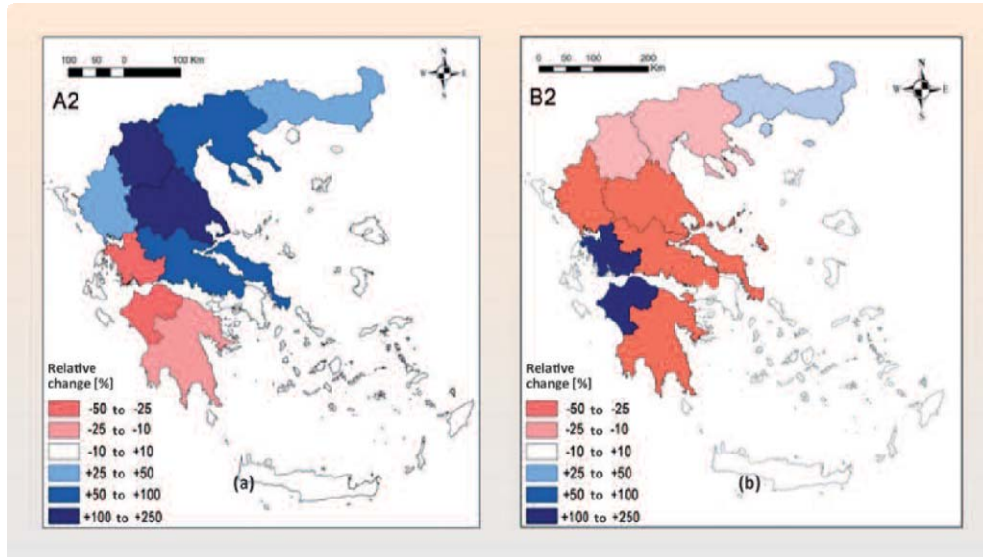 100 50 0 100 Km
N
W E
S
A2
Relative
change [%]
-50 to -25
-25 to -10
-10 to +10
+25 to +50
+50 to +100
+100 to +250
(a)
0 50 100 200
Km
N
W E
S
B2
Relative
change [%]
-50 to -25
-25 to -10
-10 to +10
+25 to +50
+50 to +100
+100 to +250
(b)